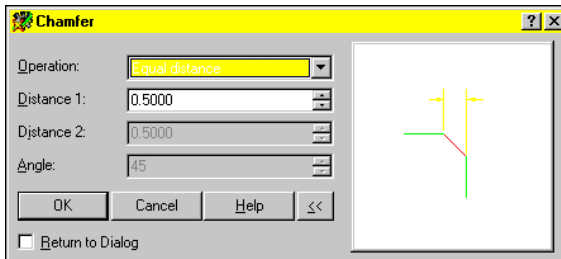 Chamfer
Operation: Equal distance
Distance 1: 0.5000
Distance 2: 0.5000
Angle: 45
OK Cancel Help <<
Return to Dialog